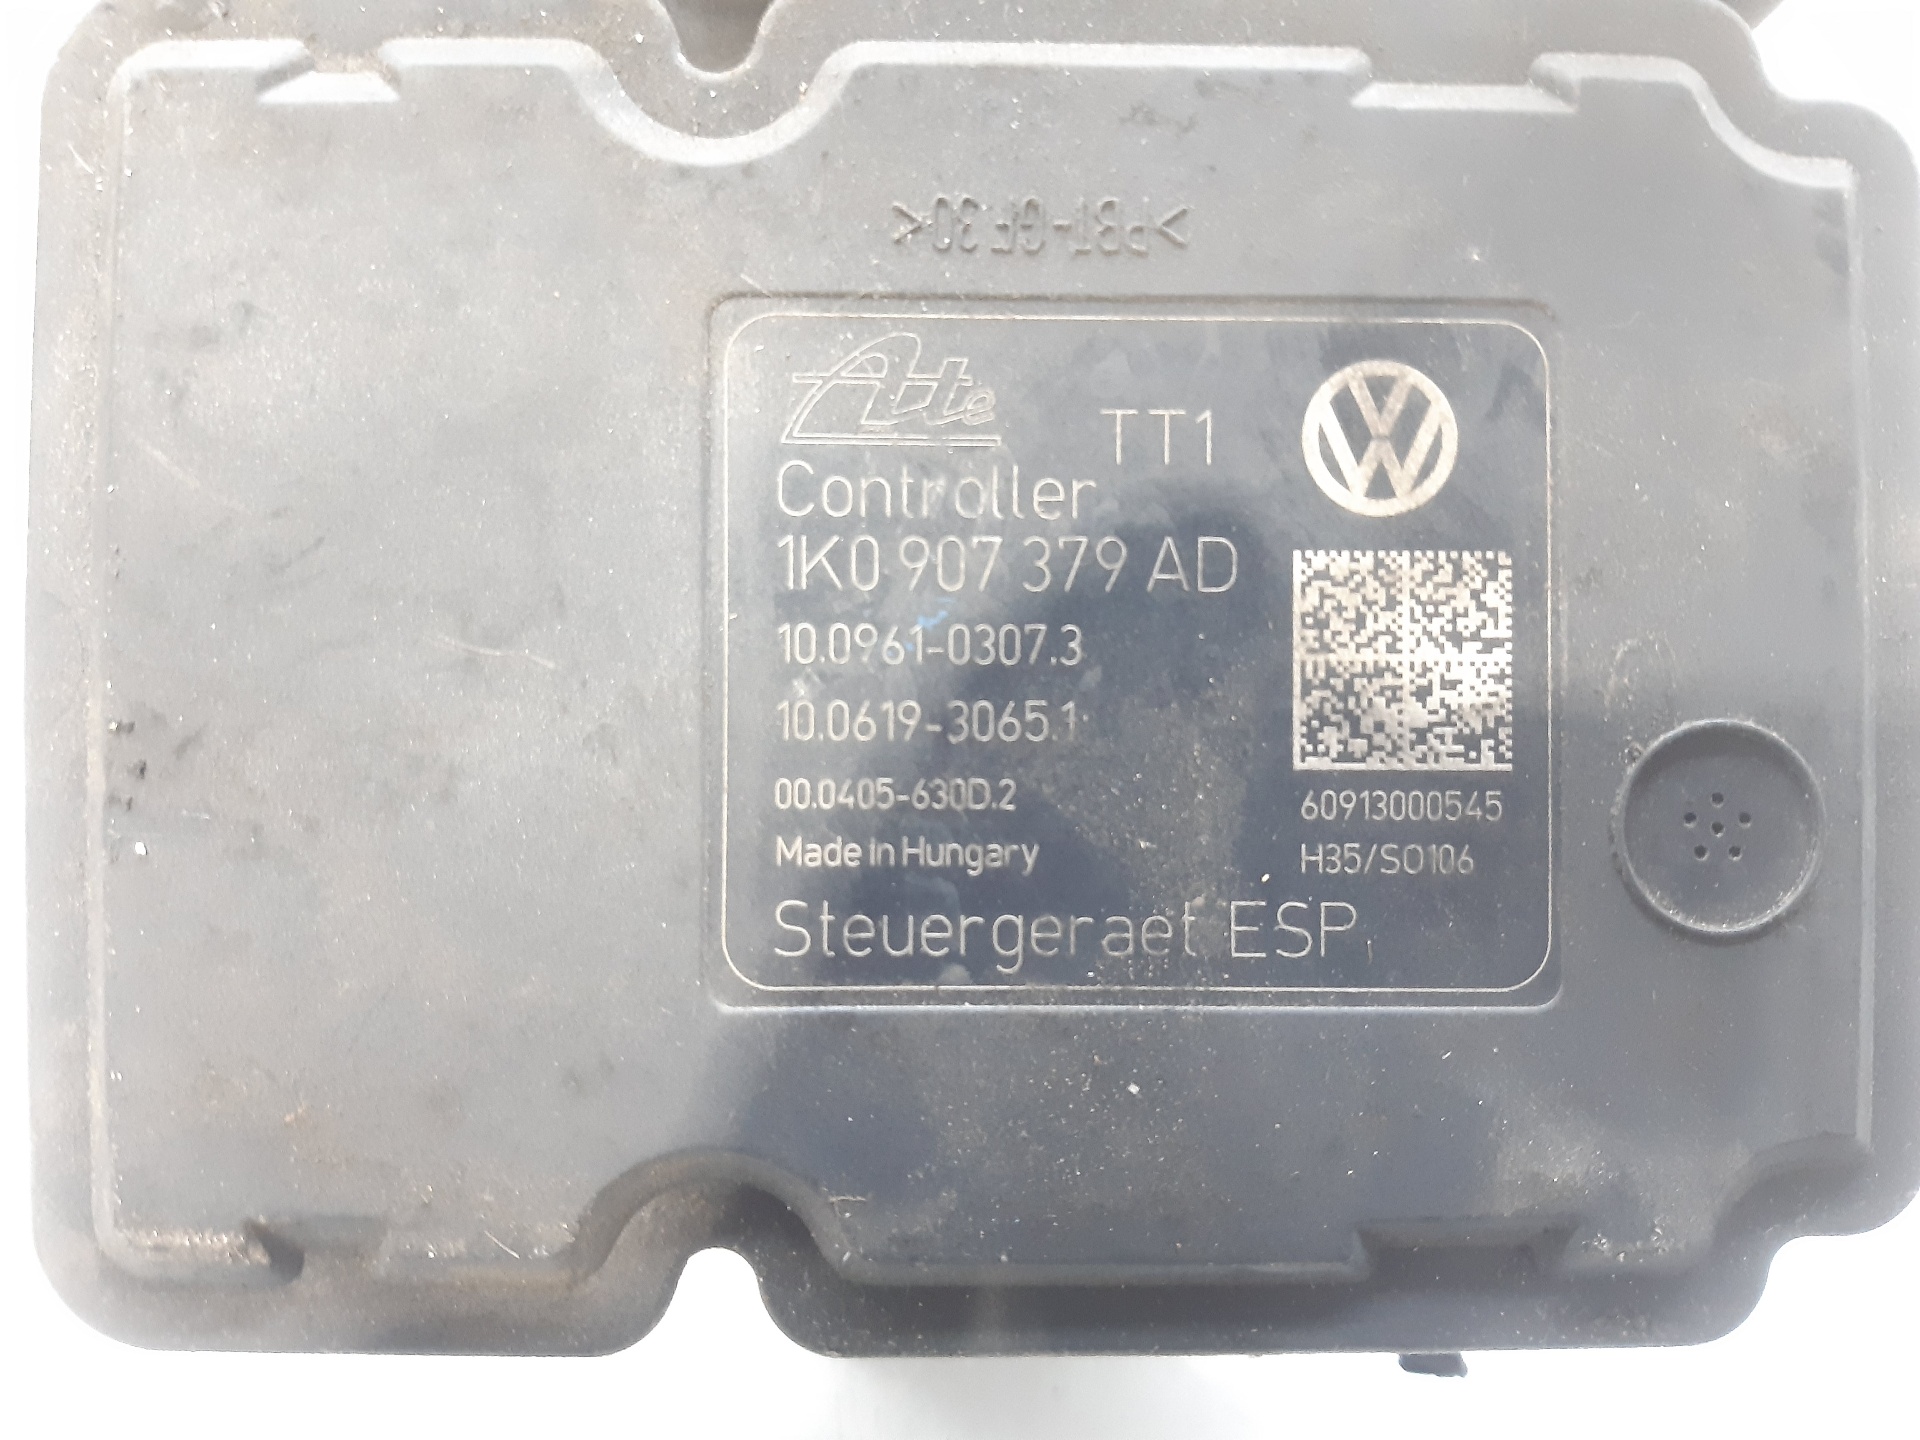 >PBT-GF30<
Ate
TT1
Controller
1K0 907 379 AD
10.0961-0307.3
10.0619-3065.1
00.0405-630D.2
60913000545
Made in Hungary
H35/SO106
Steuergeraet ESP